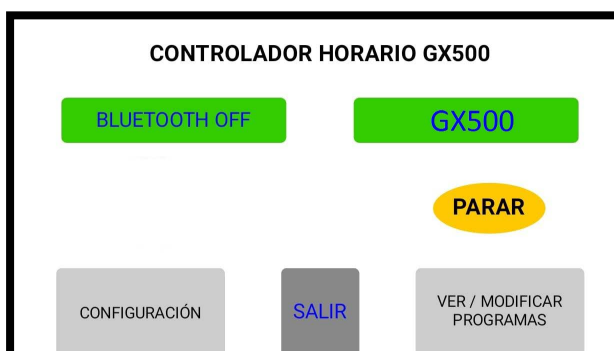 CONTROLADOR HORARIO GX500
BLUETOOTH OFF
GX500
PARAR
CONFIGURACIÓN
SALIR
VER / MODIFICAR
PROGRAMAS